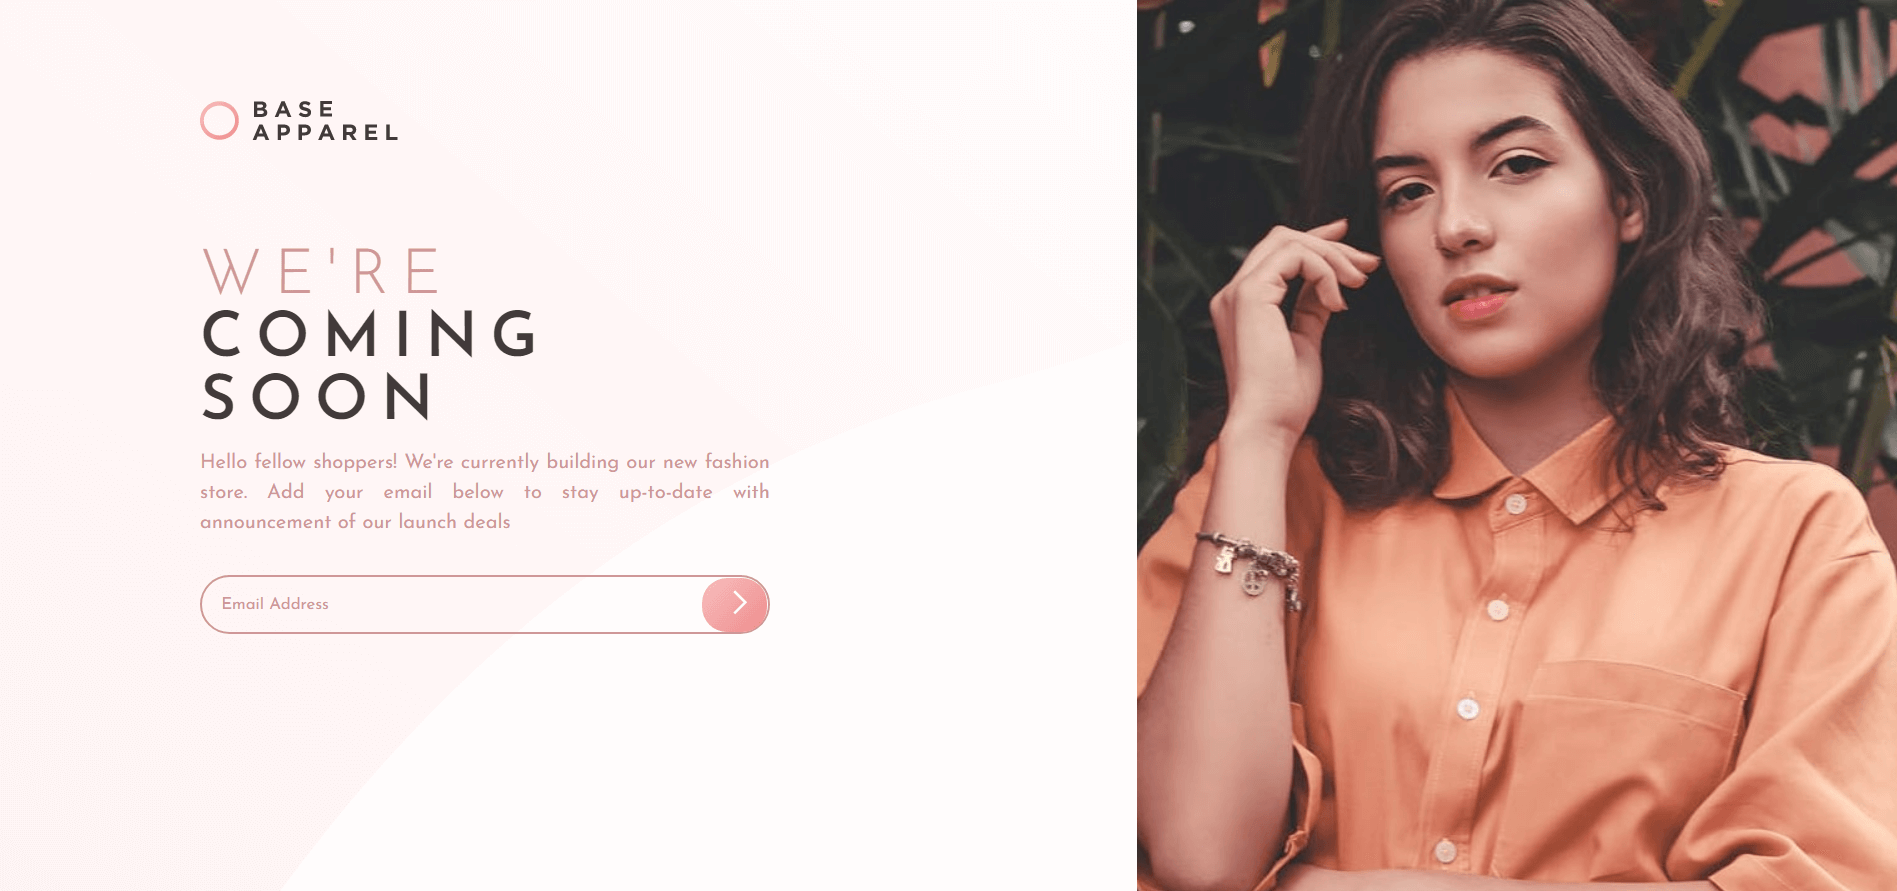 BASE
APPAREL
WE'RE
COMING
SOON
Hello fellow shoppers! We're currently building our new fashion
store. Add your email below to stay up-to-date with
announcement of our launch deals
Email Address